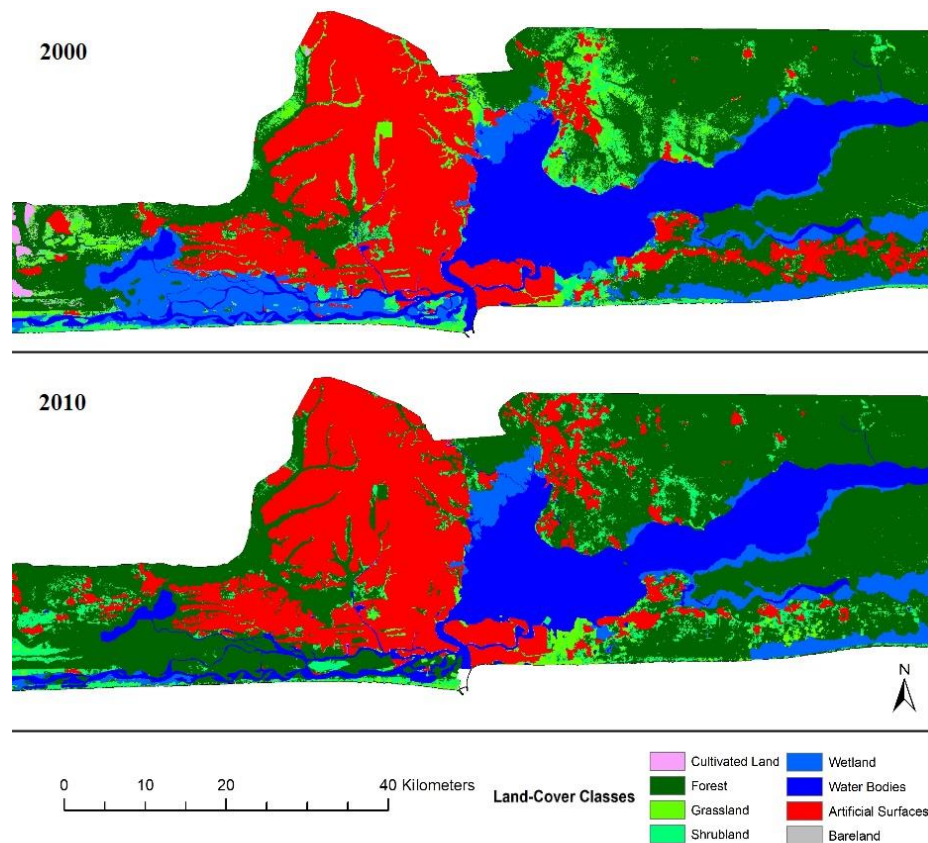 2000
2010
N
0 10 20 40 Kilometers
Land-Cover Classes
Cultivated Land
Forest
Grassland
Shrubland
Wetland
Water Bodies
Artificial Surfaces
Bareland